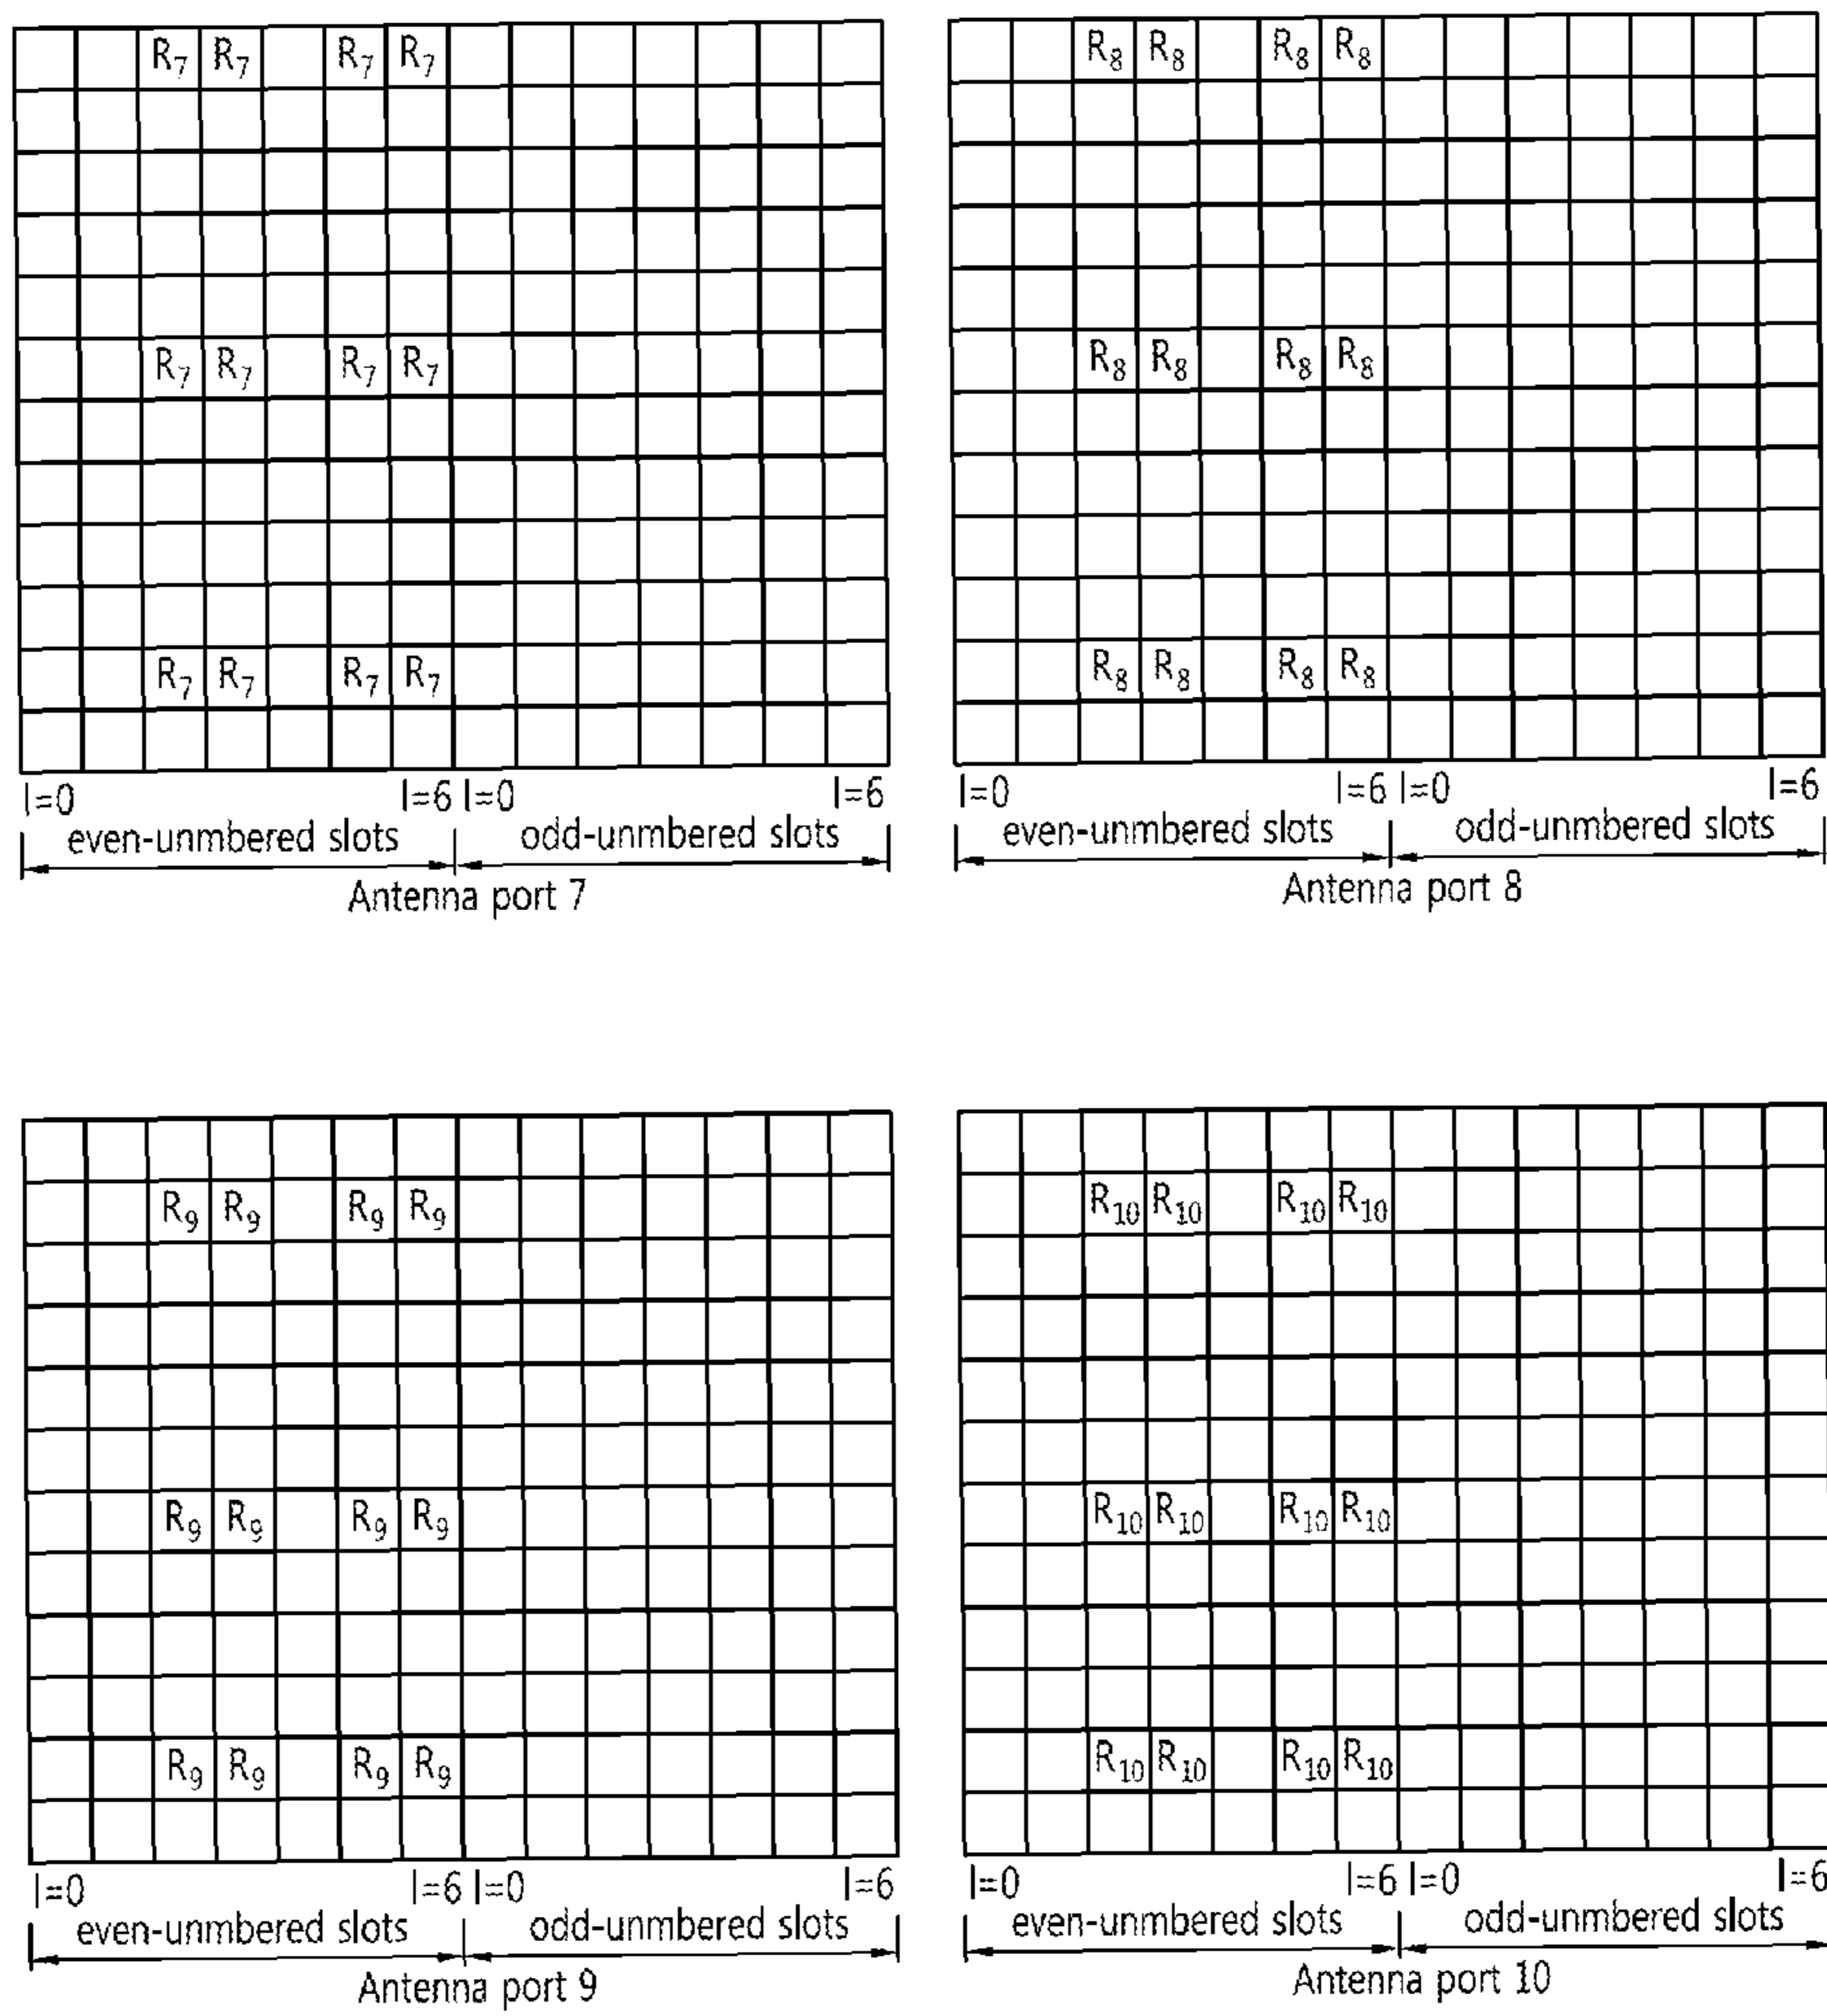 R7 R7 R7 R7 R8 R8 R8 R8
R7 R7 R7 R7 R8 R8 R8 R8
R7 R7 R7 R7 R8 R8 R8 R8
l=0 l=6 l=0 l=6 l=0 l=6 l=0 l=6
even-unmbered slots odd-unmbered slots even-unmbered slots odd-unmbered slots
Antenna port 7 Antenna port 8
R9 R9 R9 R9 R10 R10 R10 R10
R9 R9 R9 R9 R10 R10 R10 R10
R9 R9 R9 R9 R10 R10 R10 R10
l=0 l=6 l=0 l=6 l=0 l=6 l=0 l=6
even-unmbered slots odd-unmbered slots even-unmbered slots odd-unmbered slots
Antenna port 9 Antenna port 10